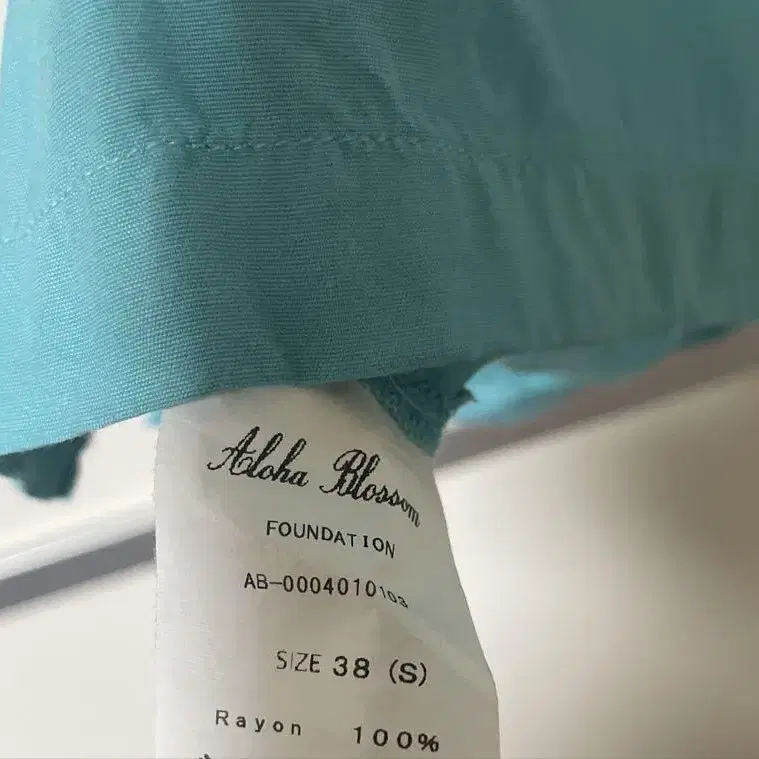 Aloha Blossom
FOUNDATION
AB-0004010103
SIZE 38 (S)
Rayon 100%